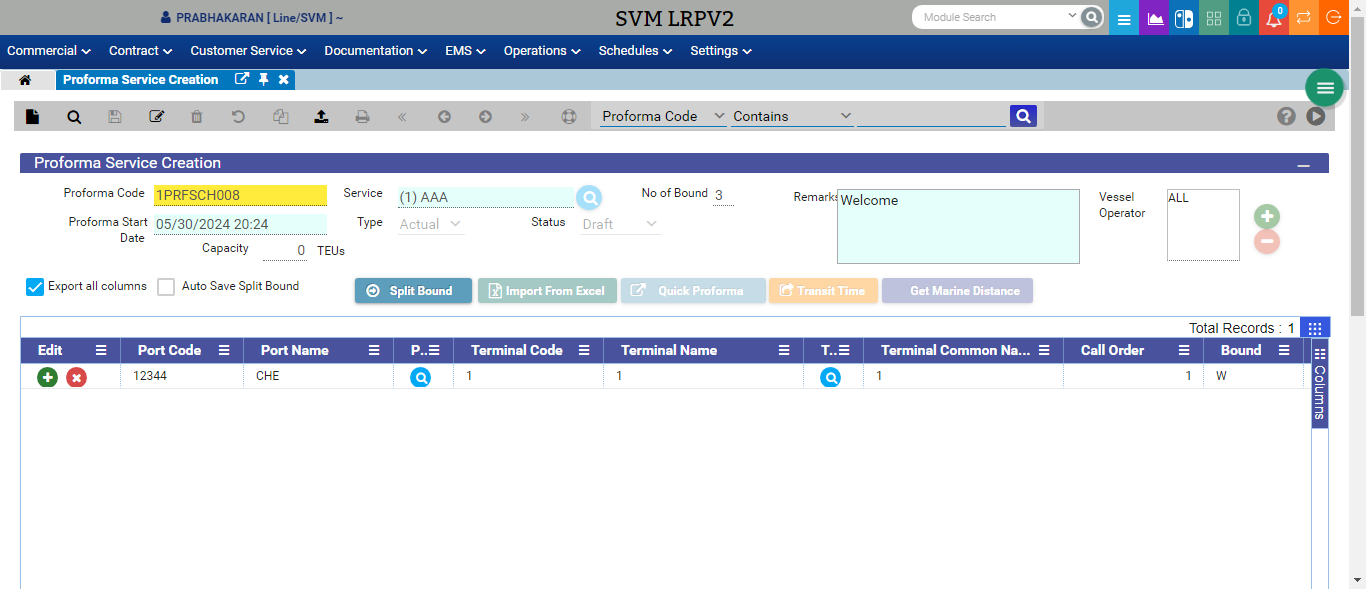 PRABHAKARAN [ Line/SVM ] ~
SVM LRPV2
Module Search
0
Commercial Contract Customer Service Documentation EMS Operations Schedules Settings
Proforma Service Creation
Proforma Code Contains
Proforma Service Creation
Proforma Code 1PRFSCH008 Service (1) AAA No of Bound 3 Remarks Welcome Vessel Operator ALL
Proforma Start Date 05/30/2024 20:24 Type Actual Status Draft
Capacity 0 TEUs
Export all columns Auto Save Split Bound Split Bound Import From Excel Quick Proforma Transit Time Get Marine Distance
Total Records : 1
Edit Port Code Port Name P.. Terminal Code Terminal Name T.. Terminal Common Na... Call Order Bound
12344 CHE 1 1 1 1 W
Columns